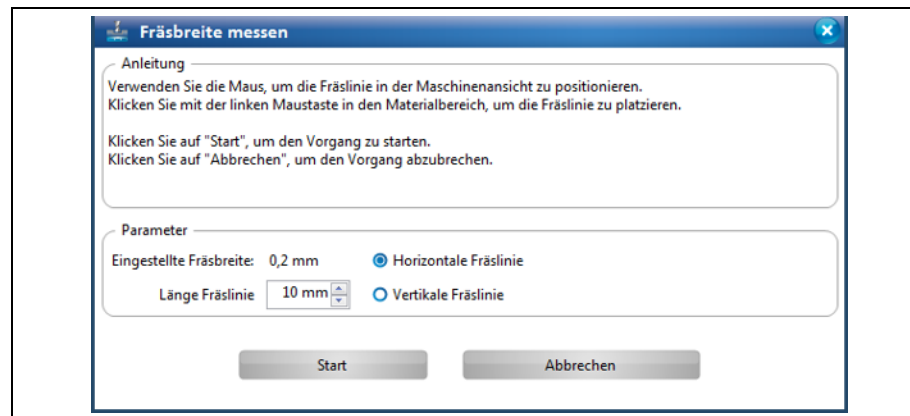 Fräsbreite messen
Anleitung
Verwenden Sie die Maus, um die Fräslinie in der Maschinenansicht zu positionieren.
Klicken Sie mit der linken Maustaste in den Materialbereich, um die Fräslinie zu platzieren.
Klicken Sie auf "Start", um den Vorgang zu starten.
Klicken Sie auf "Abbrechen", um den Vorgang abzubrechen.
Parameter
Eingestellte Fräsbreite: 0,2 mm Horizontale Fräslinie
Länge Fräslinie 10 mm Vertikale Fräslinie
Start Abbrechen